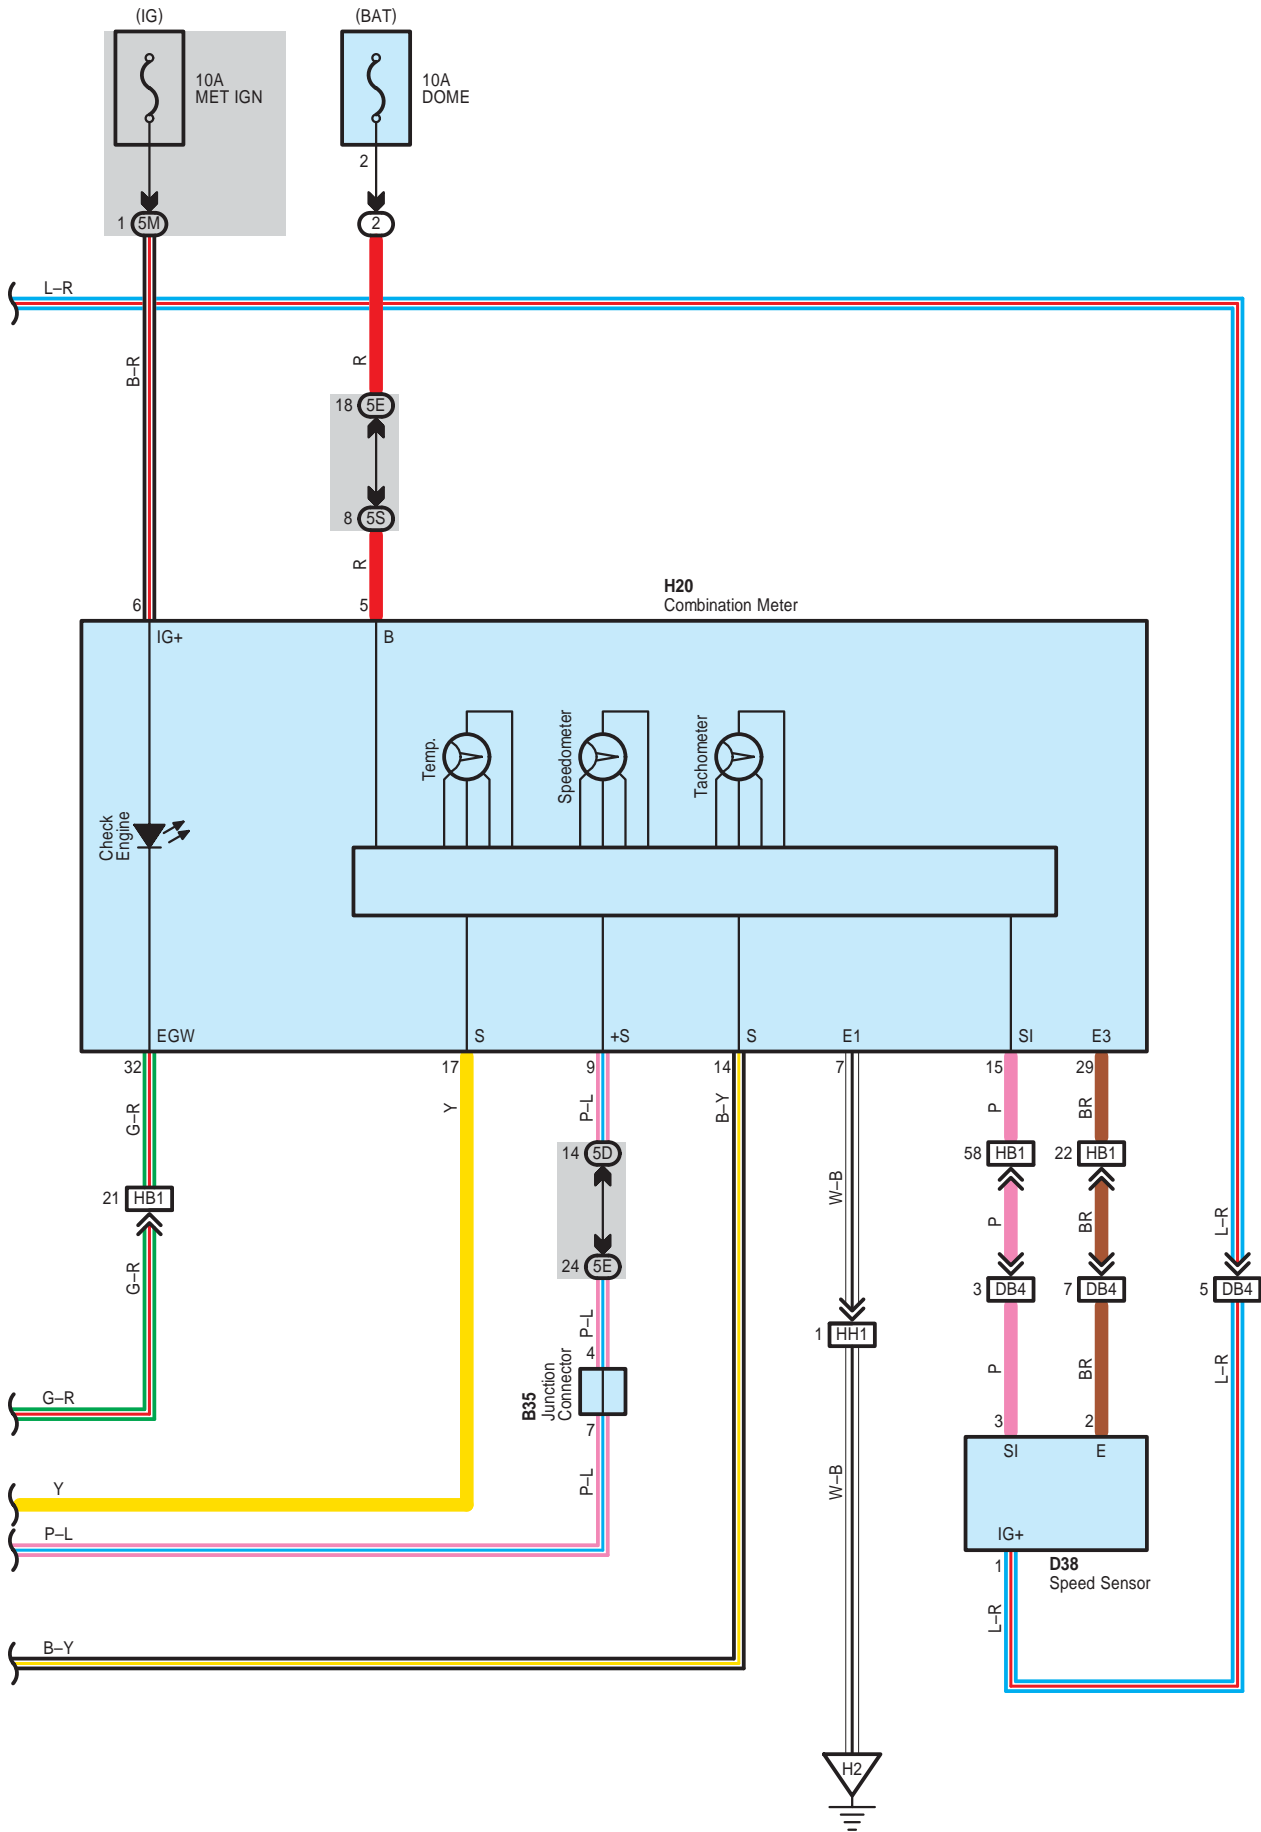 (IG)
(BAT)
10A
MET IGN
10A
DOME
2
1 5M
2
L–R
B–R
R
18 5E
8 5S
R
H20
Combination Meter
6
5
IG+
B
Temp.
Speedometer
Tachometer
Check
Engine
EGW
S
+S
S
E1
SI
E3
32
17
9
14
7
15
29
G–R
Y
P–L
B–Y
P
BR
14 5D
58 HB1
22 HB1
21 HB1
W–B
P
BR
L–R
G–R
24 5E
3 DB4
7 DB4
5 DB4
P–L
1 HH1
4
B35
Junction
Connector
P
BR
L–R
G–R
7
3
2
SI
E
P–L
W–B
Y
P–L
IG+
1
D38
Speed Sensor
L–R
B–Y
H2